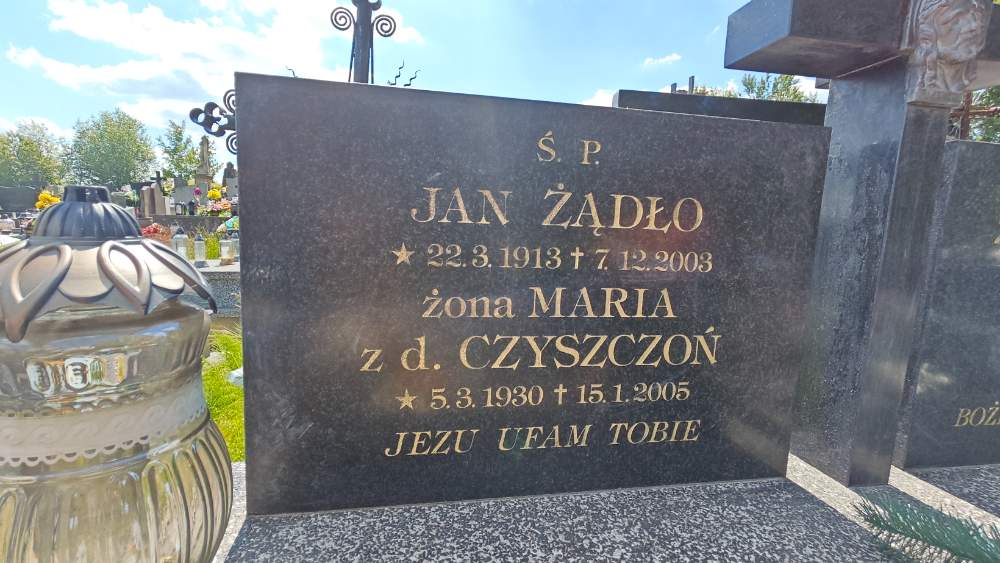 Ś. P.
JAN ŻĄDŁO
★ 22.3.1913 ✝ 7.12.2003
żona MARIA
z d. CZYSZCZOŃ
★ 5.3.1930 ✝ 15.1.2005
JEZU UFAM TOBIE